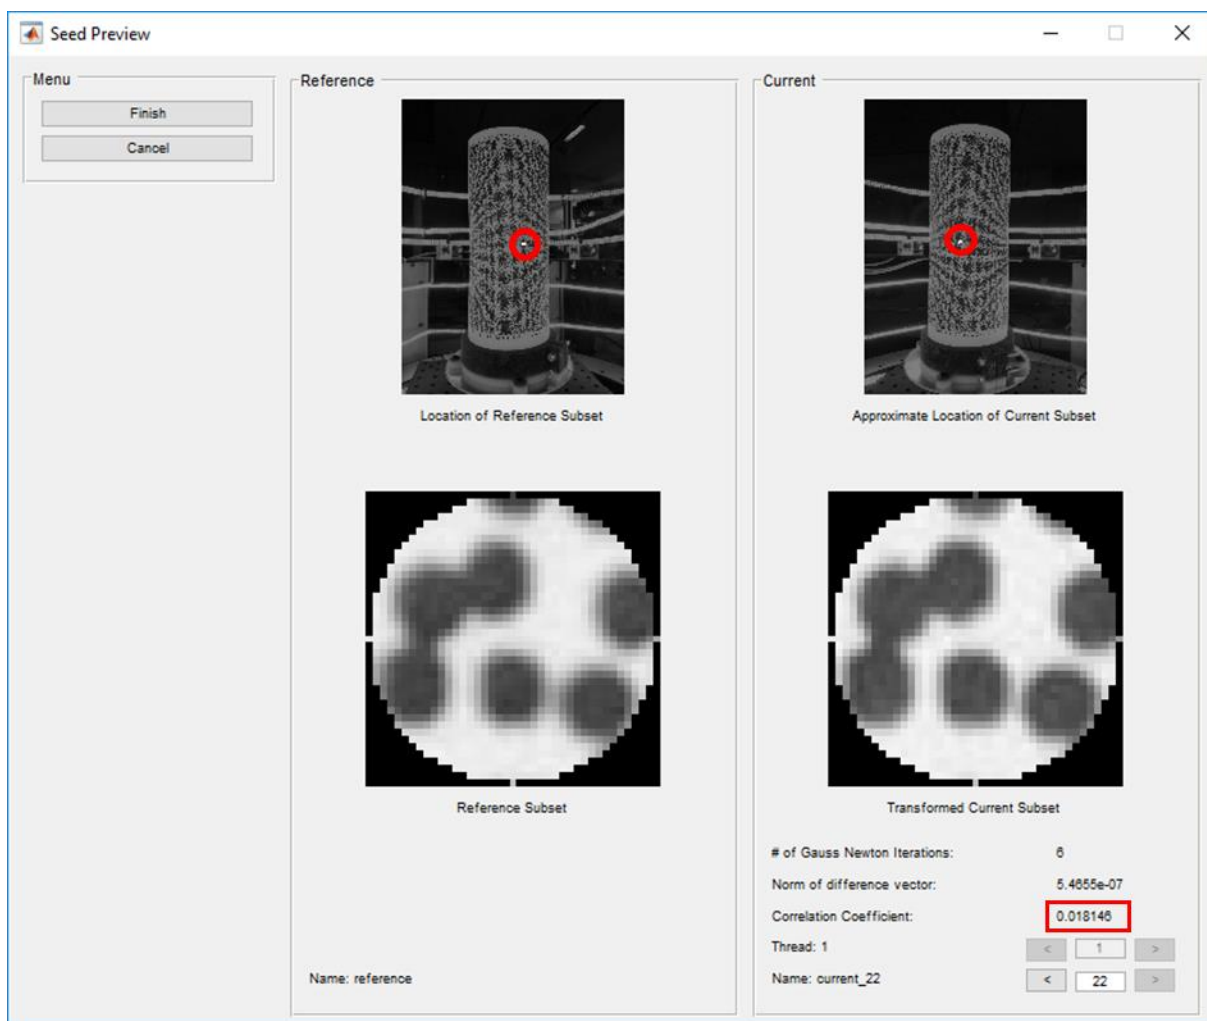 Seed Preview
Menu
Finish
Cancel
Reference
Location of Reference Subset
Reference Subset
Name: reference
Current
Approximate Location of Current Subset
Transformed Current Subset
# of Gauss Newton Iterations: 6
Norm of difference vector: 5.4655e-07
Correlation Coefficient: 0.018146
Thread: 1 < 1 >
Name: current_22 < 22 >